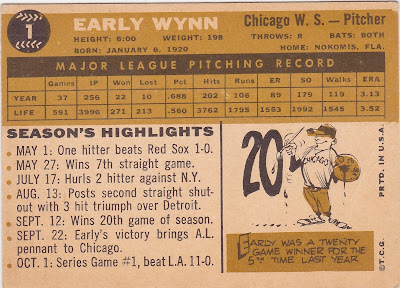 1
EARLY WYNN
Chicago W. S. — Pitcher
HEIGHT: 6:00 WEIGHT: 198 THROWS: R BATS: BOTH
BORN: JANUARY 6, 1920 HOME: NOKOMIS, FLA.
MAJOR LEAGUE PITCHING RECORD
Games IP Won Lost Pct. Hits Runs ER SO Walks ERA
YEAR 37 256 22 10 .688 202 106 89 179 119 3.13
LIFE 591 3996 271 213 .560 3762 1795 1553 1992 1545 3.52
SEASON'S HIGHLIGHTS
• MAY 1: One hitter beats Red Sox 1-0.
• MAY 27: Wins 7th straight game.
• JULY 17: Hurls 2 hitter against N.Y.
• AUG. 13: Posts second straight shut-
out with 3 hit triumph over Detroit.
• SEPT. 12: Wins 20th game of season.
• SEPT. 22: Early's victory brings A.L.
pennant to Chicago.
• OCT. 1: Series Game #1, beat L.A. 11-0.
20
CHICAGO
EARLY WAS A TWENTY
GAME WINNER FOR THE
5TH TIME LAST YEAR
©T.C.G. PRTD. IN U.S.A.